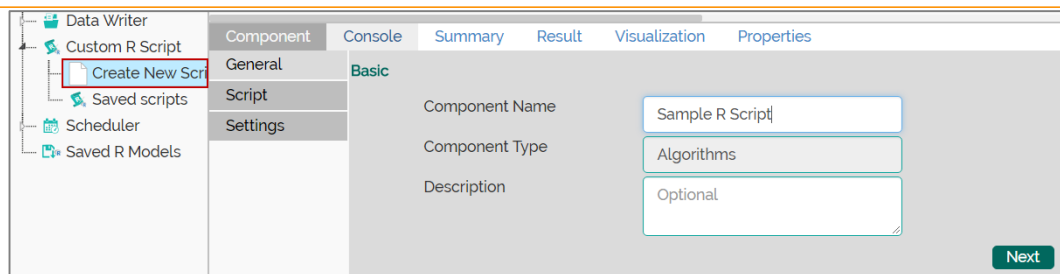 Data Writer
Custom R Script
Create New Scri
Saved scripts
Scheduler
Saved R Models
Component Console Summary Result Visualization Properties
General
Script
Settings
Basic
Component Name Sample R Script
Component Type Algorithms
Description Optional
Next